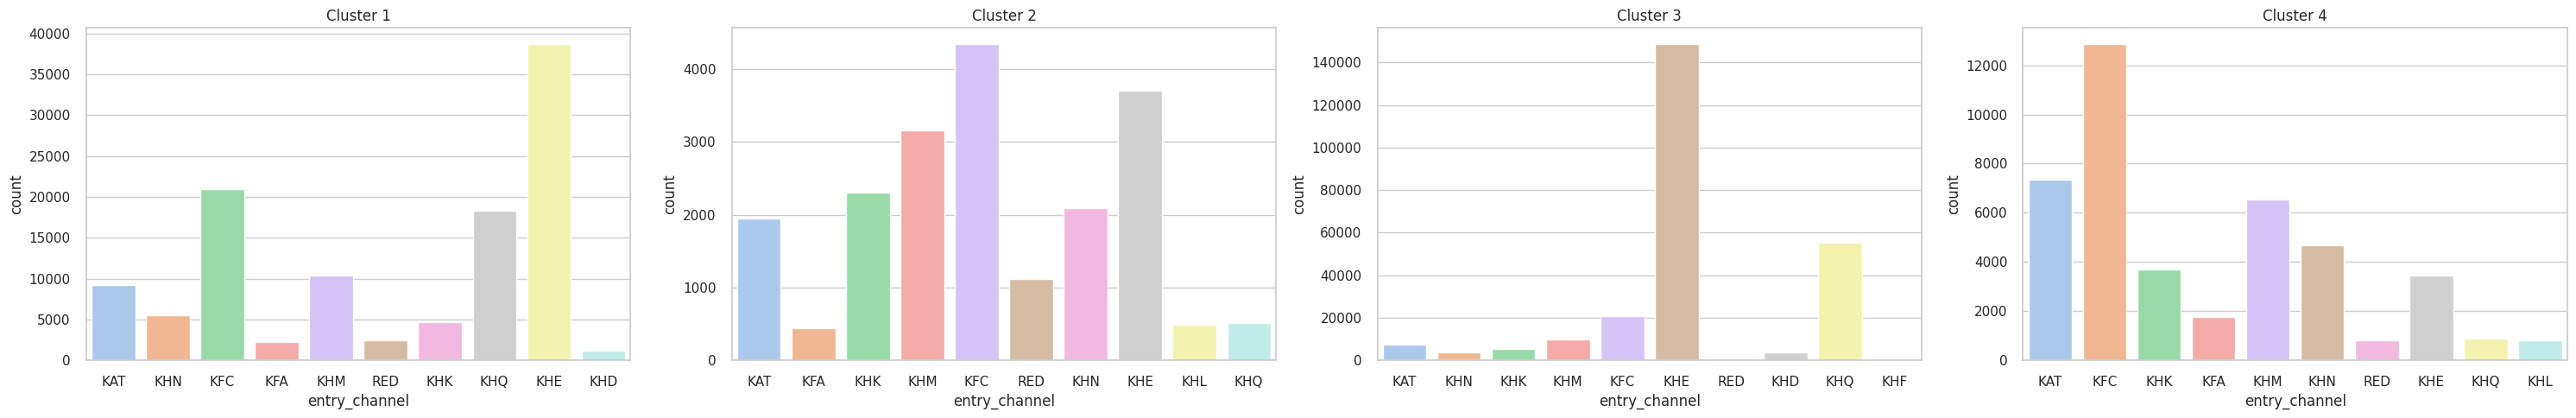 Cluster 1
40000
35000
30000
25000
20000
15000
10000
5000
0
count
KAT KHN KFC KFA KHM RED KHK KHQ KHE KHD
entry_channel
Cluster 2
4000
3000
2000
1000
0
count
KAT KFA KHK KHM KFC RED KHN KHE KHL KHQ
entry_channel
Cluster 3
140000
120000
100000
80000
60000
40000
20000
0
count
KAT KHN KHK KHM KFC KHE RED KHD KHQ KHF
entry_channel
Cluster 4
12000
10000
8000
6000
4000
2000
0
count
KAT KFC KHK KFA KHM KHN RED KHE KHQ KHL
entry_channel